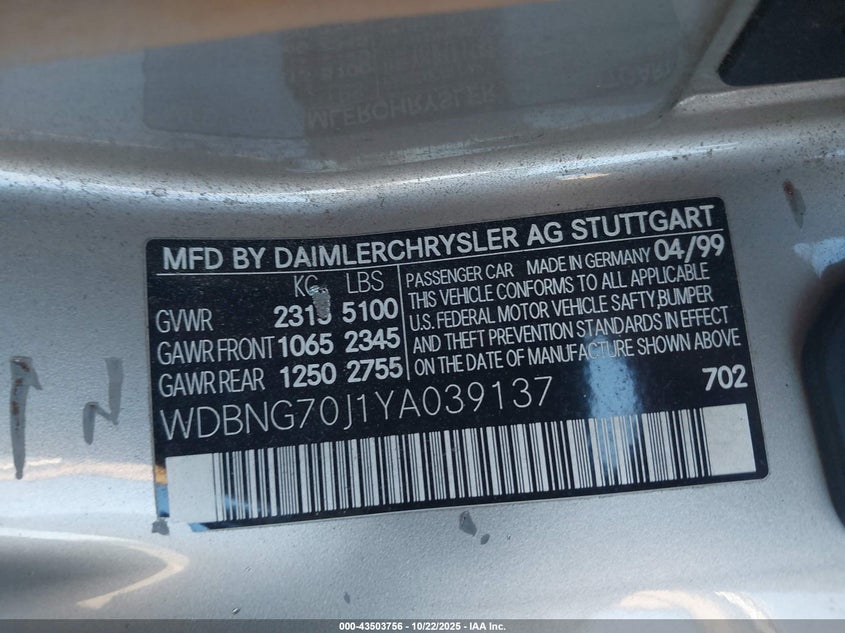 MFD BY DAIMLERCHRYSLER AG STUTTGART
KG LBS
GVWR 2315 5100
GAWR FRONT 1065 2345
GAWR REAR 1250 2755
PASSENGER CAR MADE IN GERMANY 04/99
THIS VEHICLE CONFORMS TO ALL APPLICABLE
U.S. FEDERAL MOTOR VEHICLE SAFTY,BUMPER
AND THEFT PREVENTION STANDARDS IN EFFECT
ON THE DATE OF MANUFACTURE SHOWN ABOVE
702
WDBNG70J1YA039137
000-43503756 - 10/22/2025 - IAA Inc.